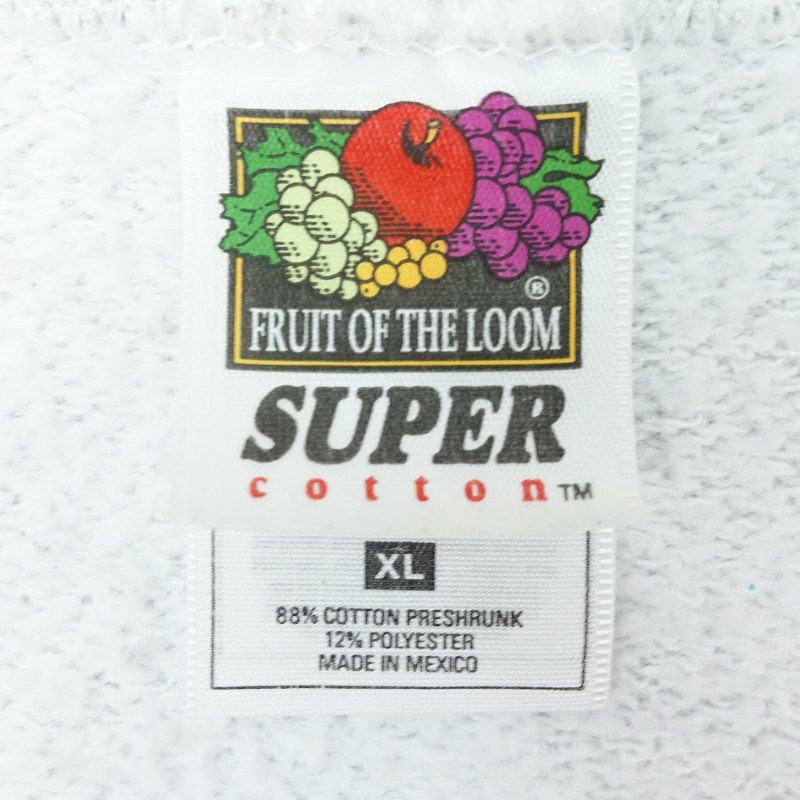 ®
FRUIT OF THE LOOM
SUPER
cotton™
XL
88% COTTON PRESHRUNK
12% POLYESTER
MADE IN MEXICO